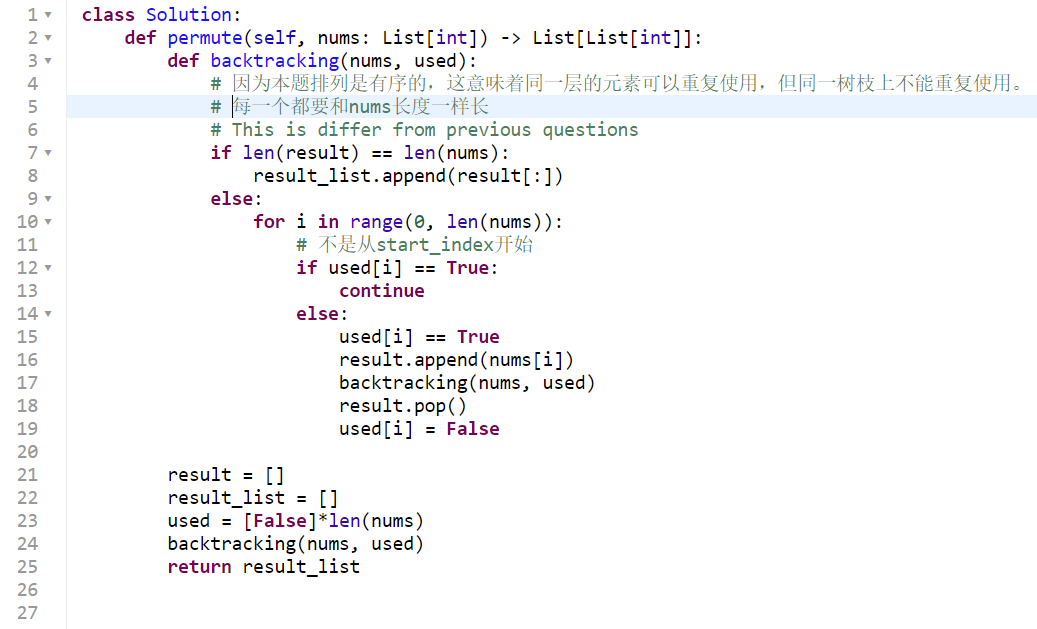 1 class Solution:
2 def permute(self, nums: List[int]) -> List[List[int]]:
3 def backtracking(nums, used):
4 # 因为本题排列是有序的，这意味着同一层的元素可以重复使用，但同一树枝上不能重复使用。
5 # 每一个都要和nums长度一样长
6 # This is differ from previous questions
7 if len(result) == len(nums):
8 result_list.append(result[:])
9 else:
10 for i in range(0, len(nums)):
11 # 不是从start_index开始
12 if used[i] == True:
13 continue
14 else:
15 used[i] == True
16 result.append(nums[i])
17 backtracking(nums, used)
18 result.pop()
19 used[i] = False
20
21 result = []
22 result_list = []
23 used = [False]*len(nums)
24 backtracking(nums, used)
25 return result_list
26
27